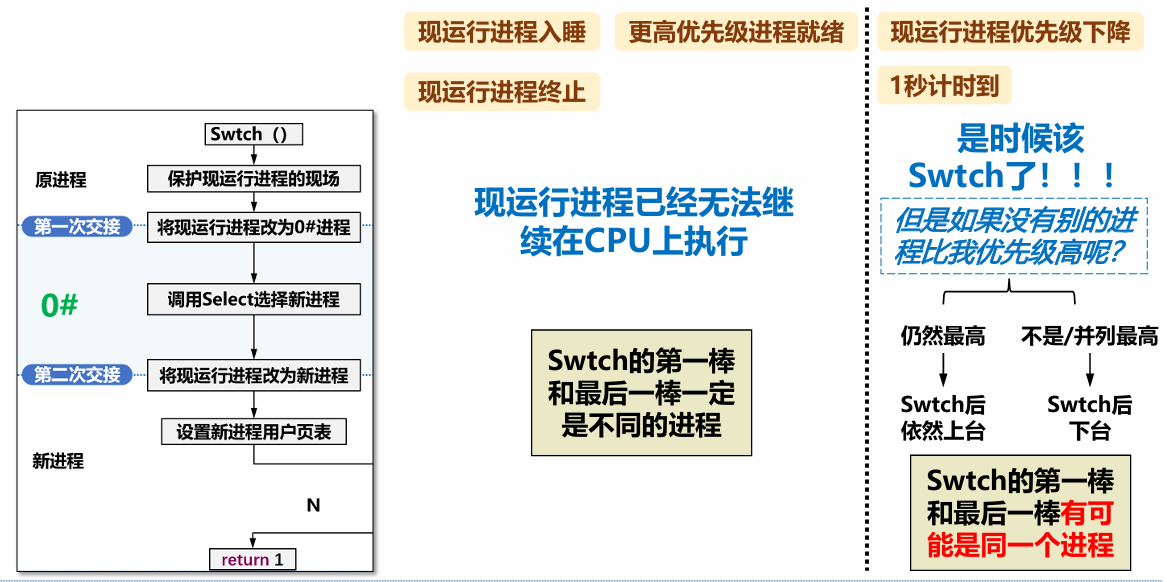 现运行进程入睡
更高优先级进程就绪
现运行进程终止
现运行进程优先级下降
1秒计时到
Swtch（）
原进程
保护现运行进程的现场
第一次交接
将现运行进程改为0#进程
0#
调用Select选择新进程
第二次交接
将现运行进程改为新进程
设置新进程用户页表
新进程
N
return 1
现运行进程已经无法继
续在CPU上执行
Swtch的第一棒
和最后一棒一定
是不同的进程
是时候该
Swtch了！！！
但是如果没有别的进
程比我优先级高呢？
仍然最高
不是/并列最高
Swtch后
依然上台
Swtch后
下台
Swtch的第一棒
和最后一棒有可
能是同一个进程